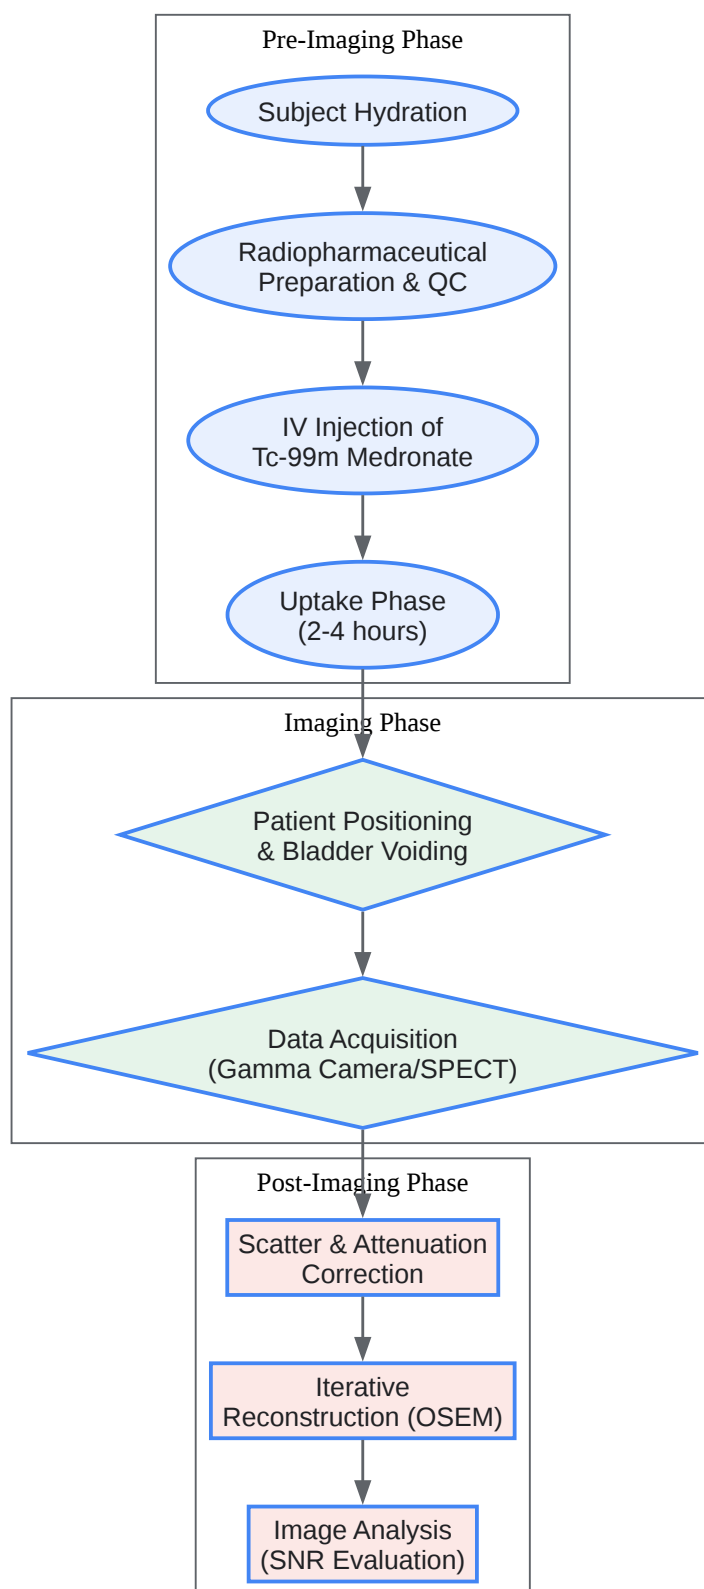 Pre-Imaging Phase
Subject Hydration
Radiopharmaceutical
Preparation & QC
IV Injection of
Tc-99m Medronate
Uptake Phase
(2-4 hours)
Imaging Phase
Patient Positioning
& Bladder Voiding
Data Acquisition
(Gamma Camera/SPECT)
Post-Imaging Phase
Scatter & Attenuation
Correction
Iterative
Reconstruction (OSEM)
Image Analysis
(SNR Evaluation)